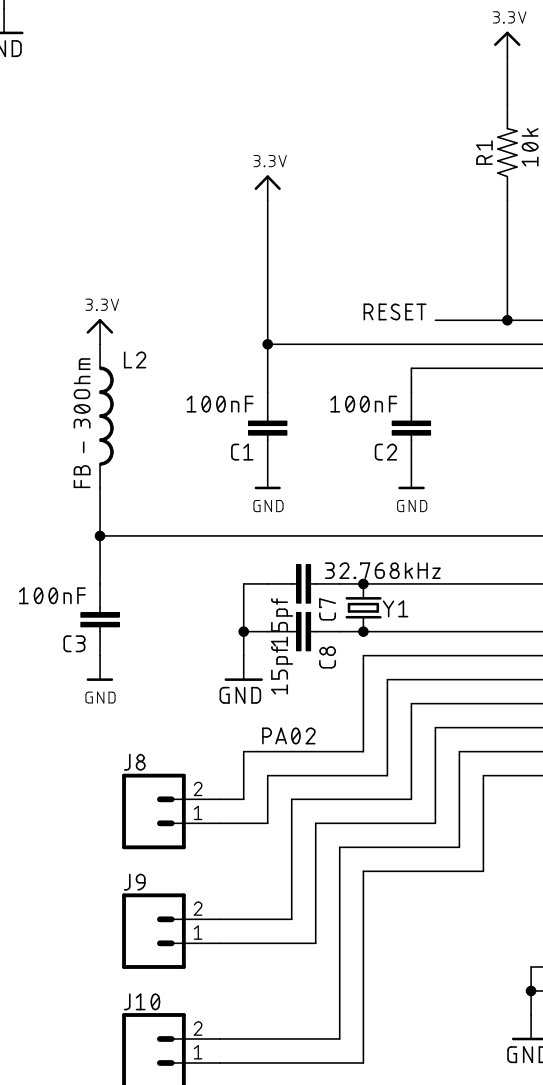 3.3V
ND
R1
10k
3.3V
RESET
3.3V
L2
FB - 30Ohm
100nF
C1
GND
100nF
C2
GND
32.768kHz
15pf
C7
Y1
100nF
C3
GND
15pf
C8
GND
PA02
J8
2
1
J9
2
1
J10
2
1
GND